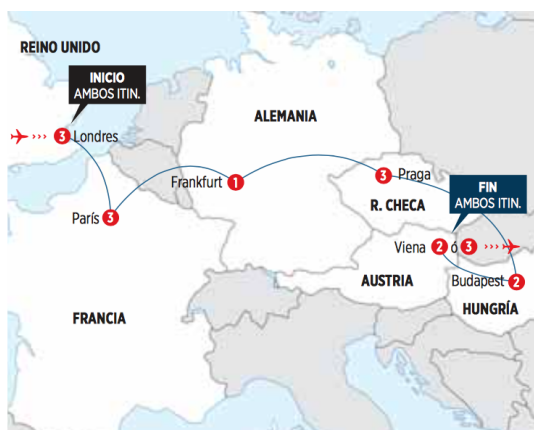 REINO UNIDO
INICIO
AMBOS ITIN.
3 Londres
ALEMANIA
Frankfurt 1
3 Praga
París 3
R. CHECA
FIN
AMBOS ITIN.
Viena 2 ó 3
Budapest 2
AUSTRIA
HUNGRÍA
FRANCIA